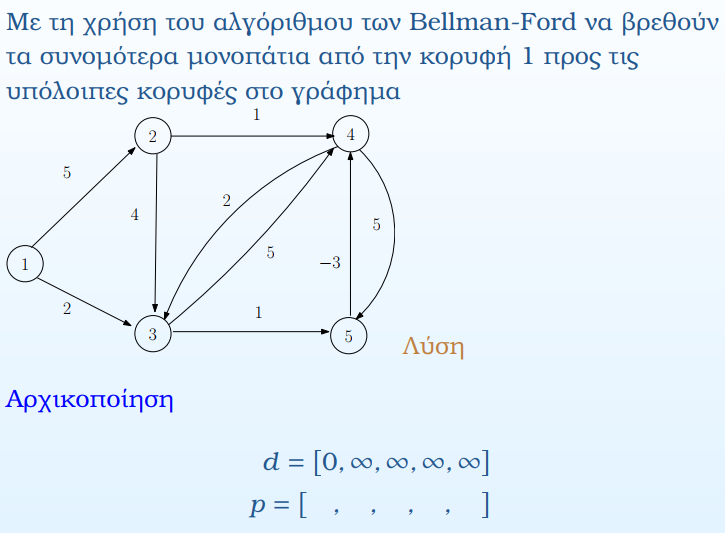 Με τη χρήση του αλγόριθμου των Bellman-Ford να βρεθούν
τα συνομότερα μονοπάτια από την κορυφή 1 προς τις
υπόλοιπες κορυφές στο γράφημα
1
2
4
5
4
2
5
5
−3
1
2
1
3
5
Λύση
Αρχικοποίηση
d = [0, ∞, ∞, ∞, ∞]
p = [ , , , , ]